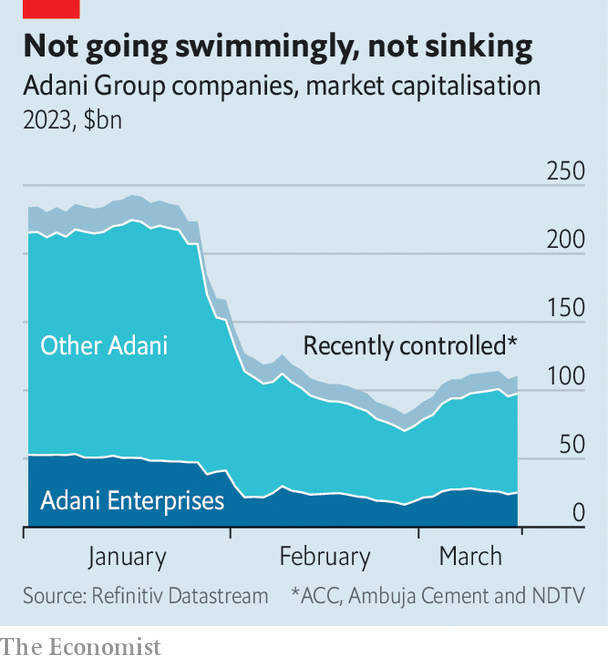 Not going swimmingly, not sinking
Adani Group companies, market capitalisation
2023, $bn
250
200
150
Other Adani
Recently controlled*
100
50
Adani Enterprises
0
January
February
March
Source: Refinitiv Datastream
*ACC, Ambuja Cement and NDTV
The Economist